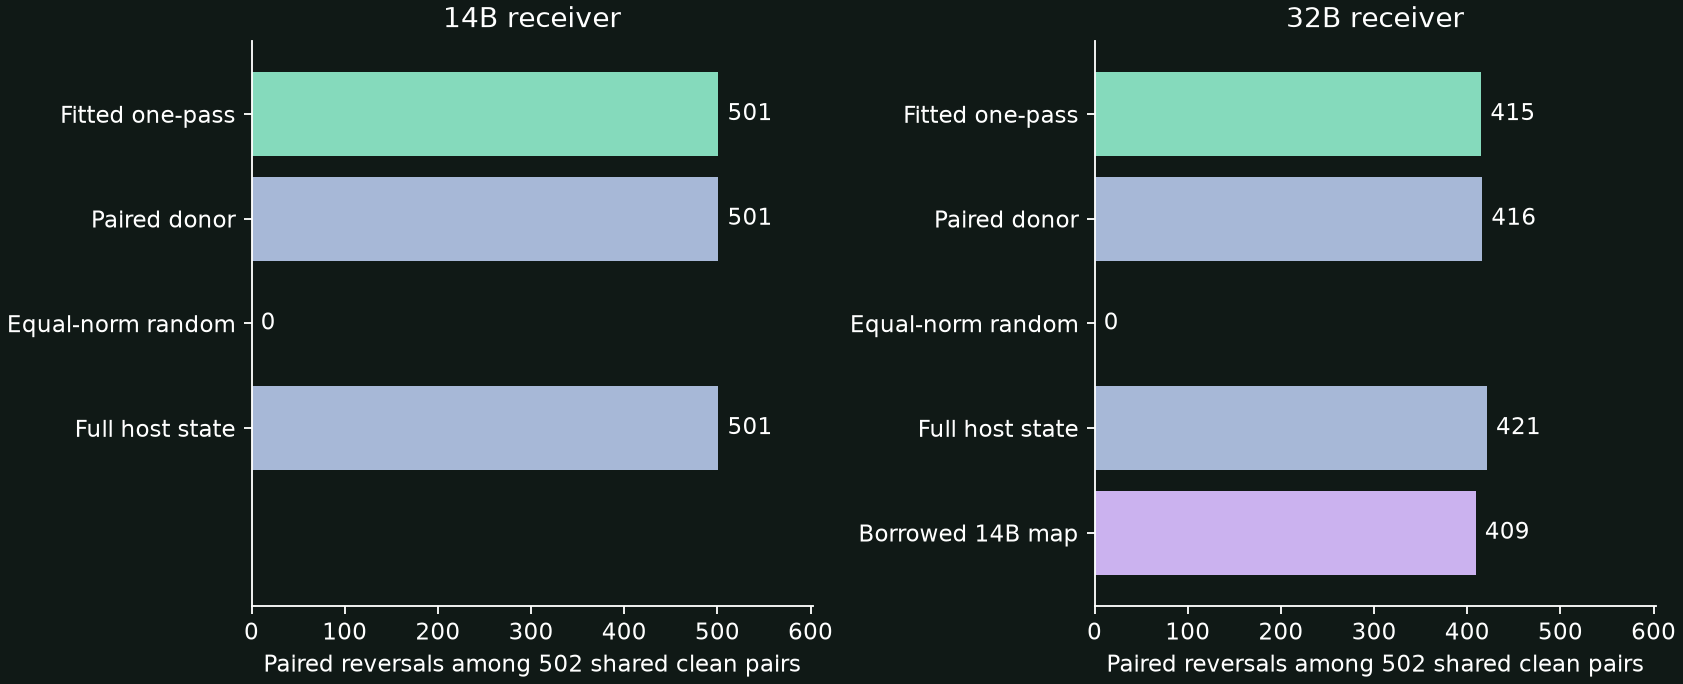 14B receiver
Fitted one-pass 501
Paired donor 501
Equal-norm random 0
Full host state 501
0 100 200 300 400 500 600
Paired reversals among 502 shared clean pairs
32B receiver
Fitted one-pass 415
Paired donor 416
Equal-norm random 0
Full host state 421
Borrowed 14B map 409
0 100 200 300 400 500 600
Paired reversals among 502 shared clean pairs